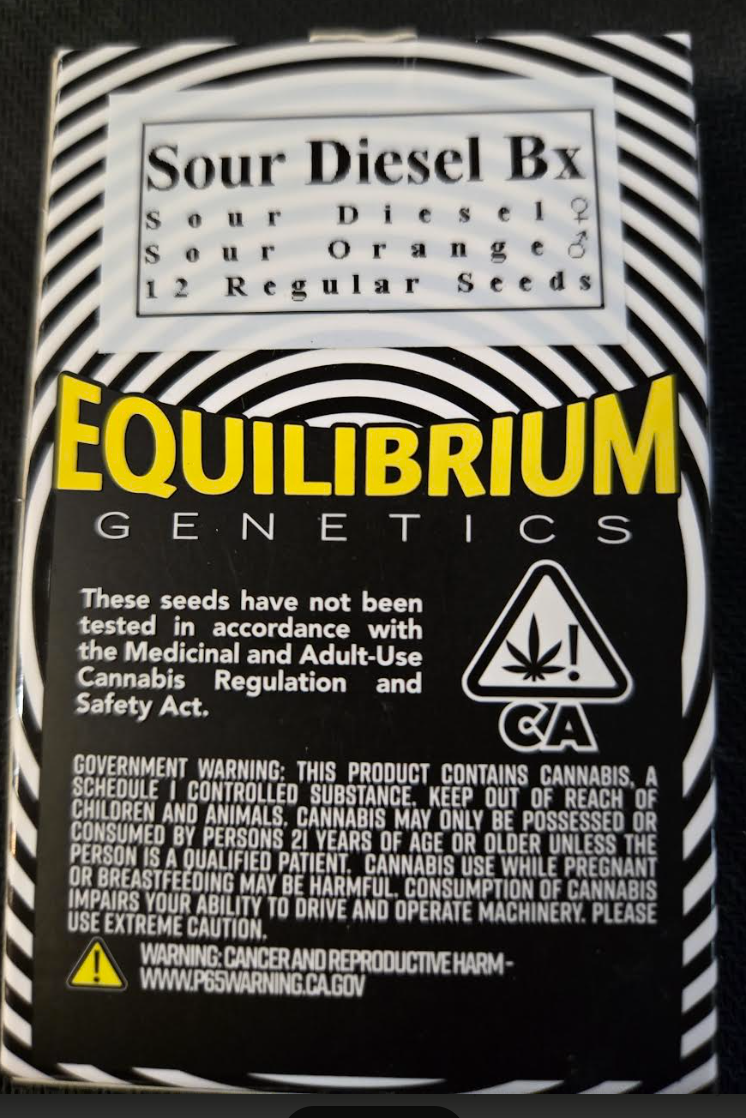 Sour Diesel Bx
Sour Diesel ♀
Sour Orange ♂
12 Regular Seeds
EQUILIBRIUM
GENETICS
These seeds have not been
tested in accordance with
the Medicinal and Adult-Use
Cannabis Regulation and
Safety Act.
!
CA
GOVERNMENT WARNING: THIS PRODUCT CONTAINS CANNABIS, A
SCHEDULE I CONTROLLED SUBSTANCE. KEEP OUT OF REACH OF
CHILDREN AND ANIMALS. CANNABIS MAY ONLY BE POSSESSED OR
CONSUMED BY PERSONS 21 YEARS OF AGE OR OLDER UNLESS THE
PERSON IS A QUALIFIED PATIENT. CANNABIS USE WHILE PREGNANT
OR BREASTFEEDING MAY BE HARMFUL. CONSUMPTION OF CANNABIS
IMPAIRS YOUR ABILITY TO DRIVE AND OPERATE MACHINERY. PLEASE
USE EXTREME CAUTION.
! WARNING: CANCER AND REPRODUCTIVE HARM -
WWW.P65WARNING.CA.GOV